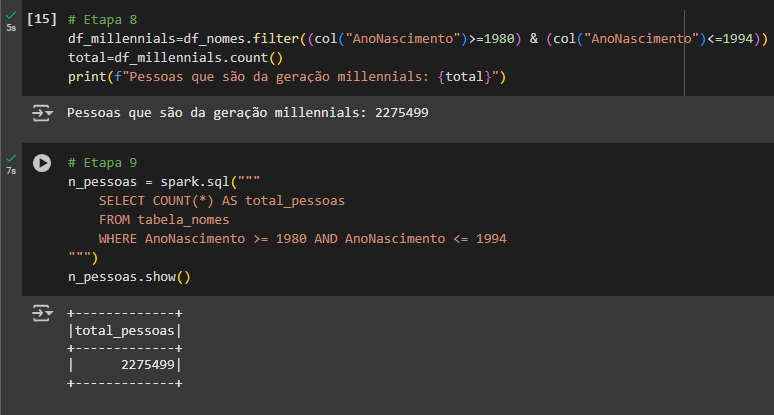 [15] # Etapa 8
5s
df_millennials=df_nomes.filter((col("AnoNascimento")>=1980) & (col("AnoNascimento")<=1994))
total=df_millennials.count()
print(f"Pessoas que são da geração millennials: {total}")
Pessoas que são da geração millennials: 2275499
# Etapa 9
7s
n_pessoas = spark.sql("""
    SELECT COUNT(*) AS total_pessoas
    FROM tabela_nomes
    WHERE AnoNascimento >= 1980 AND AnoNascimento <= 1994
""")
n_pessoas.show()
+-------------+
|total_pessoas|
+-------------+
|      2275499|
+-------------+